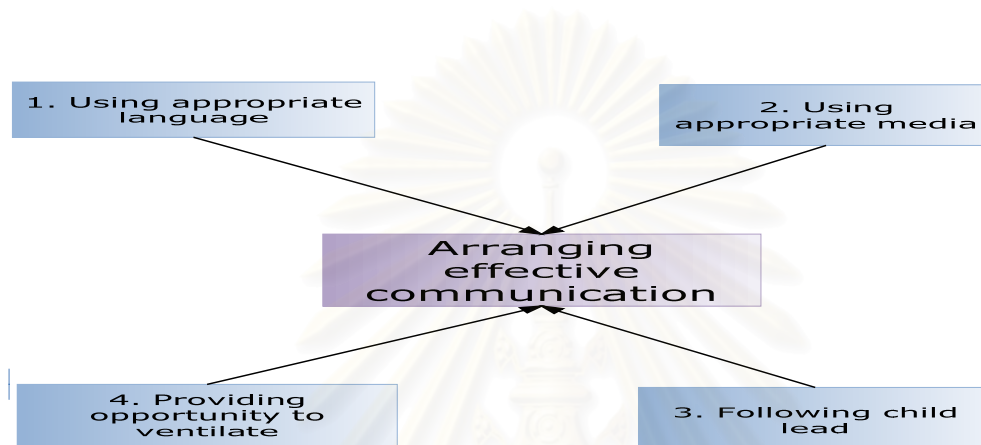 1. Using appropriate
language
2. Using
appropriate media
Arranging
effective
communication
4. Providing
opportunity to
ventilate
3. Following child
lead